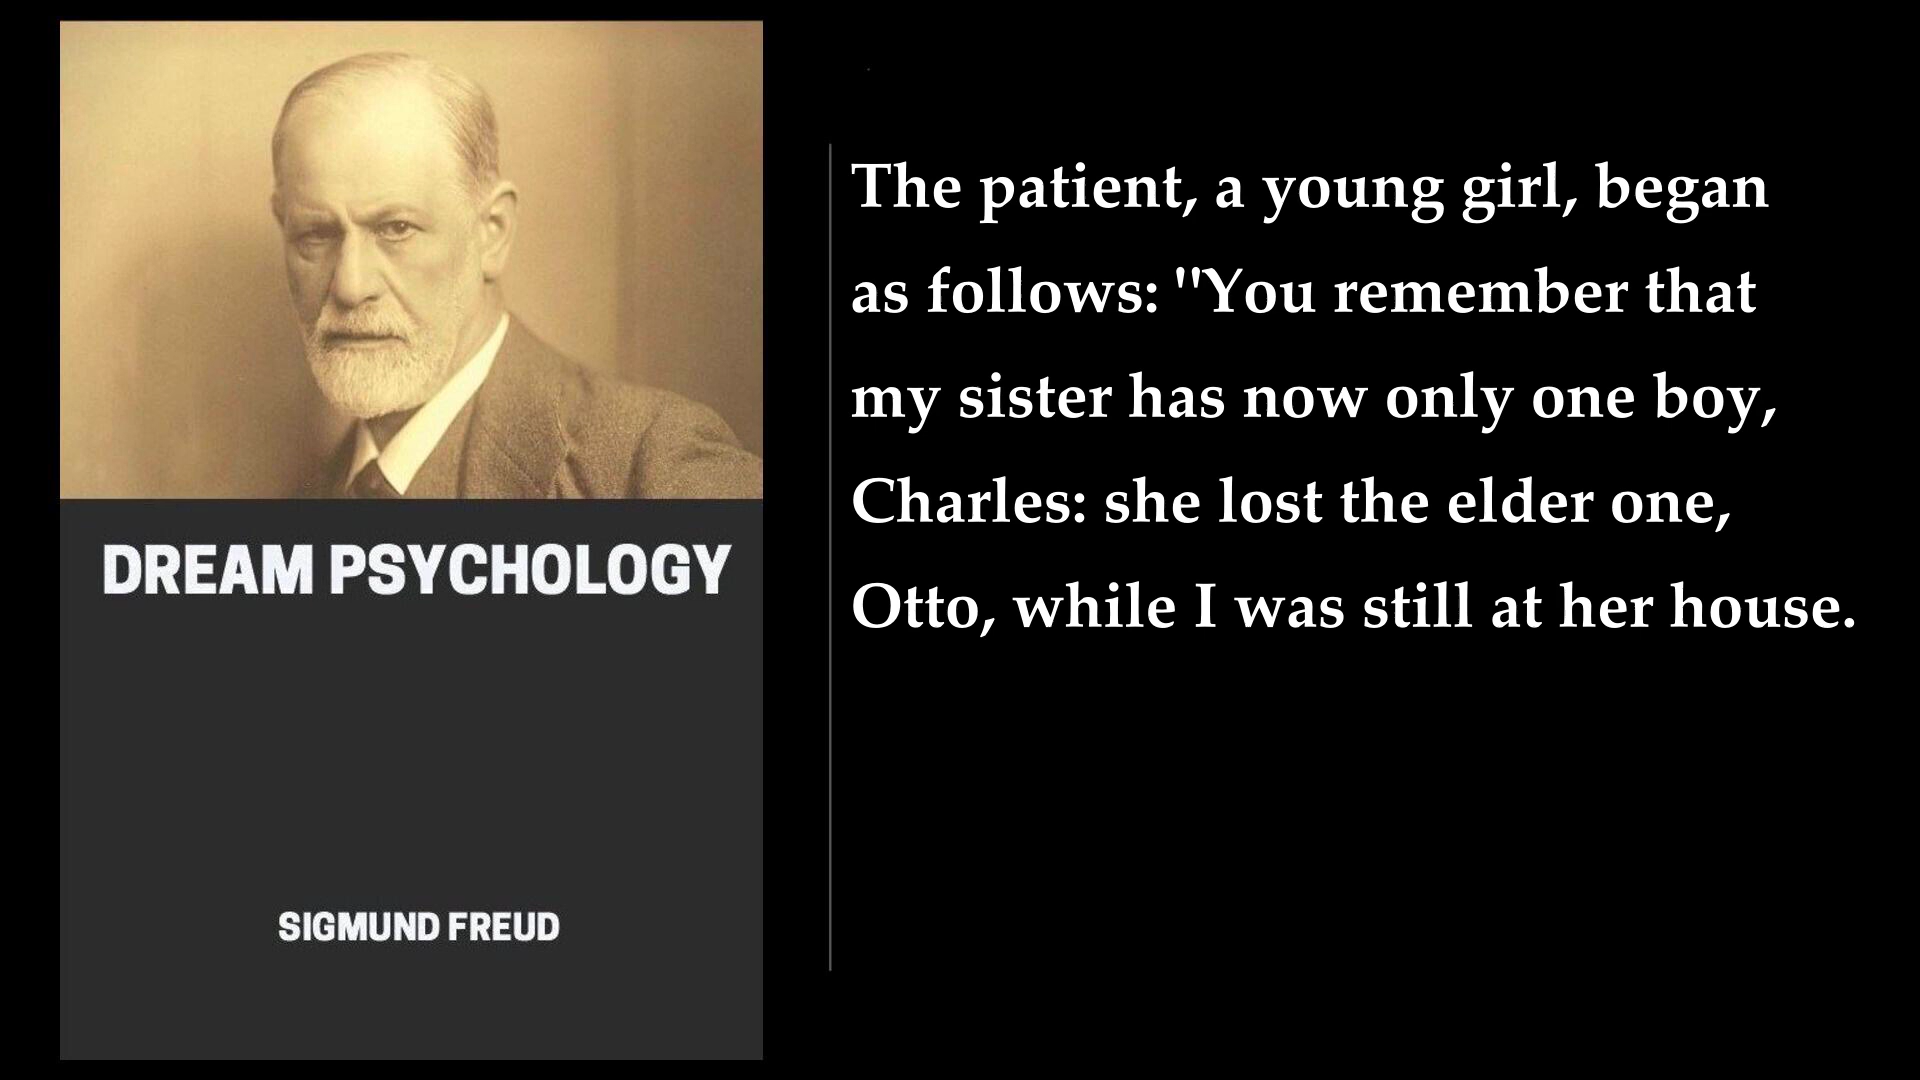 DREAM PSYCHOLOGY
SIGMUND FREUD
The patient, a young girl, began
as follows: "You remember that
my sister has now only one boy,
Charles: she lost the elder one,
Otto, while I was still at her house.